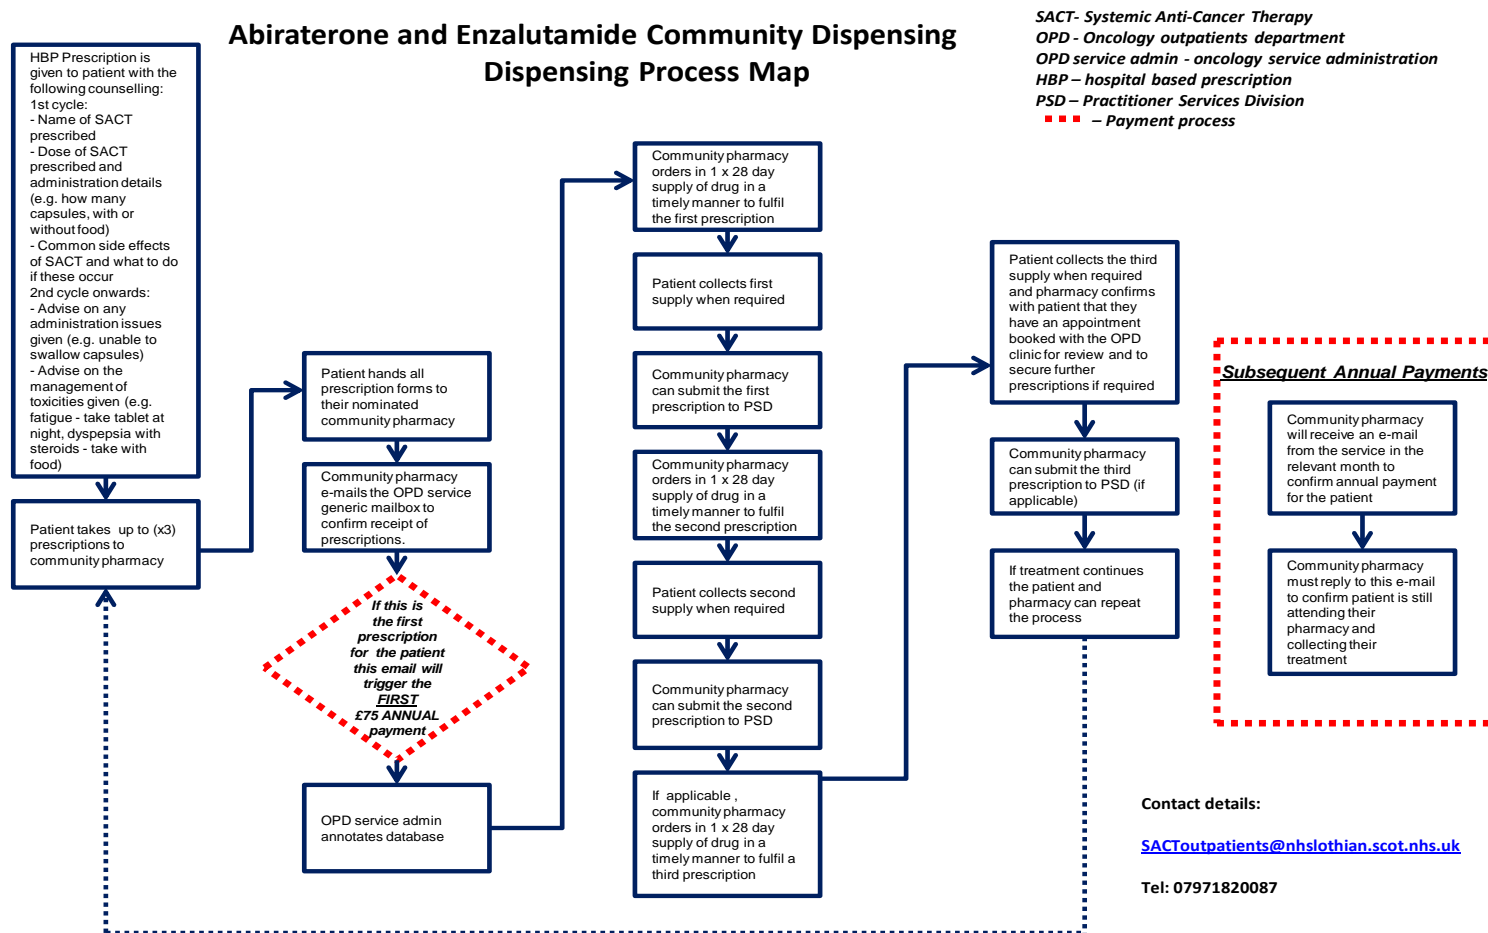 Abiraterone and Enzalutamide Community Dispensing
Dispensing Process Map
SACT- Systemic Anti-Cancer Therapy
OPD - Oncology outpatients department
OPD service admin - oncology service administration
HBP – hospital based prescription
PSD – Practitioner Services Division
– Payment process
HBP Prescription is
given to patient with the
following counselling:
1st cycle:
- Name of SACT
prescribed
- Dose of SACT
prescribed and
administration details
(e.g. how many
capsules, with or
without food)
- Common side effects
of SACT and what to do
if these occur
2nd cycle onwards:
- Advise on any
administration issues
given (e.g. unable to
swallow capsules)
- Advise on the
management of
toxicities given (e.g.
fatigue - take tablet at
night, dyspepsia with
steroids - take with
food)
Patient takes up to (x3)
prescriptions to
community pharmacy
Patient hands all
prescription forms to
their nominated
community pharmacy
Community pharmacy
e-mails the OPD service
generic mailbox to
confirm receipt of
prescriptions.
If this is
the first
prescription
for the patient
this email will
trigger the
FIRST
£75 ANNUAL
payment
OPD service admin
annotates database
Community pharmacy
orders in 1 x 28 day
supply of drug in a
timely manner to fulfil
the first prescription
Patient collects first
supply when required
Community pharmacy
can submit the first
prescription to PSD
Community pharmacy
orders in 1 x 28 day
supply of drug in a
timely manner to fulfil
the second prescription
Patient collects second
supply when required
Community pharmacy
can submit the second
prescription to PSD
If applicable ,
community pharmacy
orders in 1 x 28 day
supply of drug in a
timely manner to fulfil a
third prescription
Patient collects the third
supply when required
and pharmacy confirms
with patient that they
have an appointment
booked with the OPD
clinic for review and to
secure further
prescriptions if required
Community pharmacy
can submit the third
prescription to PSD (if
applicable)
If treatment continues
the patient and
pharmacy can repeat
the process
Subsequent Annual Payments
Community pharmacy
will receive an e-mail
from the service in the
relevant month to
confirm annual payment
for the patient
Community pharmacy
must reply to this e-mail
to confirm patient is still
attending their
pharmacy and
collecting their
treatment
Contact details:
SACToutpatients@nhslothian.scot.nhs.uk
Tel: 07971820087